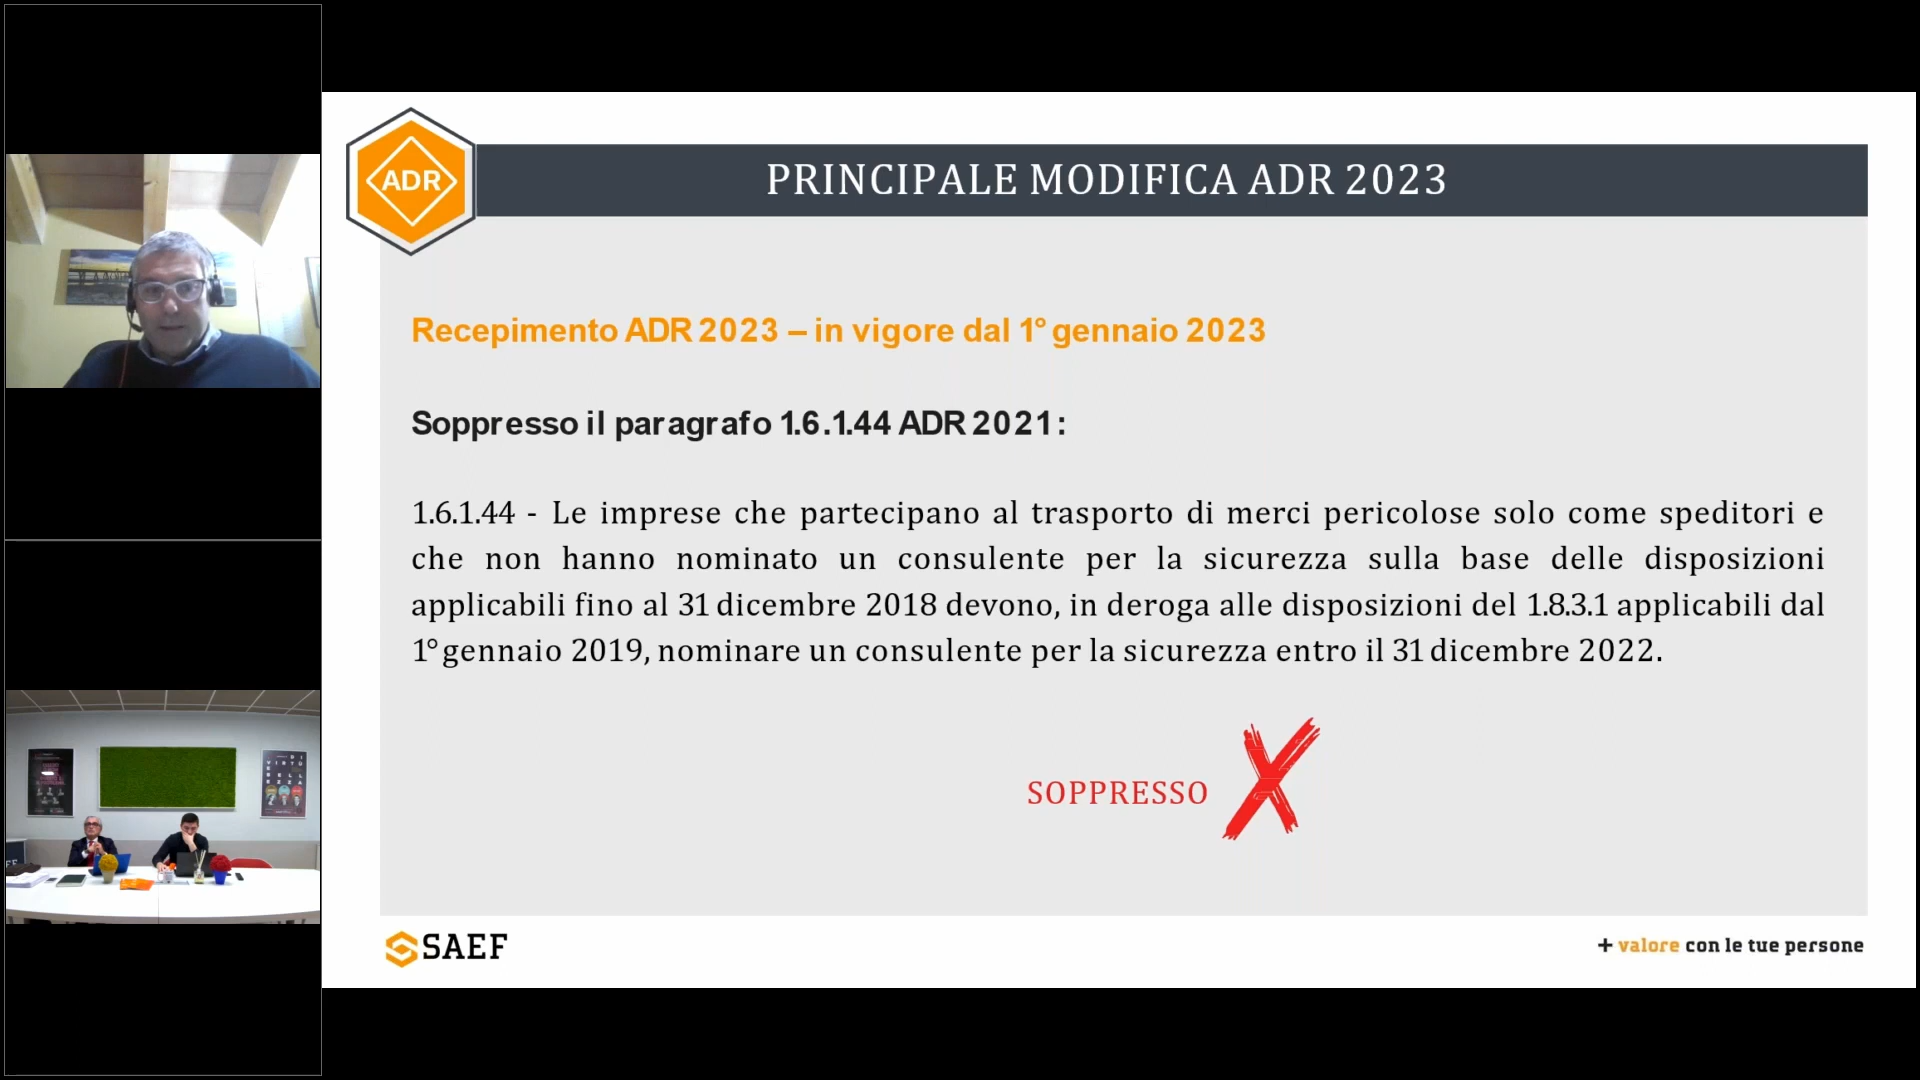 ADR
PRINCIPALE MODIFICA ADR 2023
Recepimento ADR 2023 – in vigore dal 1° gennaio 2023
Soppresso il paragrafo 1.6.1.44 ADR 2021:
1.6.1.44 - Le imprese che partecipano al trasporto di merci pericolose solo come speditori e
che non hanno nominato un consulente per la sicurezza sulla base delle disposizioni
applicabili fino al 31 dicembre 2018 devono, in deroga alle disposizioni del 1.8.3.1 applicabili dal
1° gennaio 2019, nominare un consulente per la sicurezza entro il 31 dicembre 2022.
SOPPRESSO
SAEF
+ valore con le tue persone